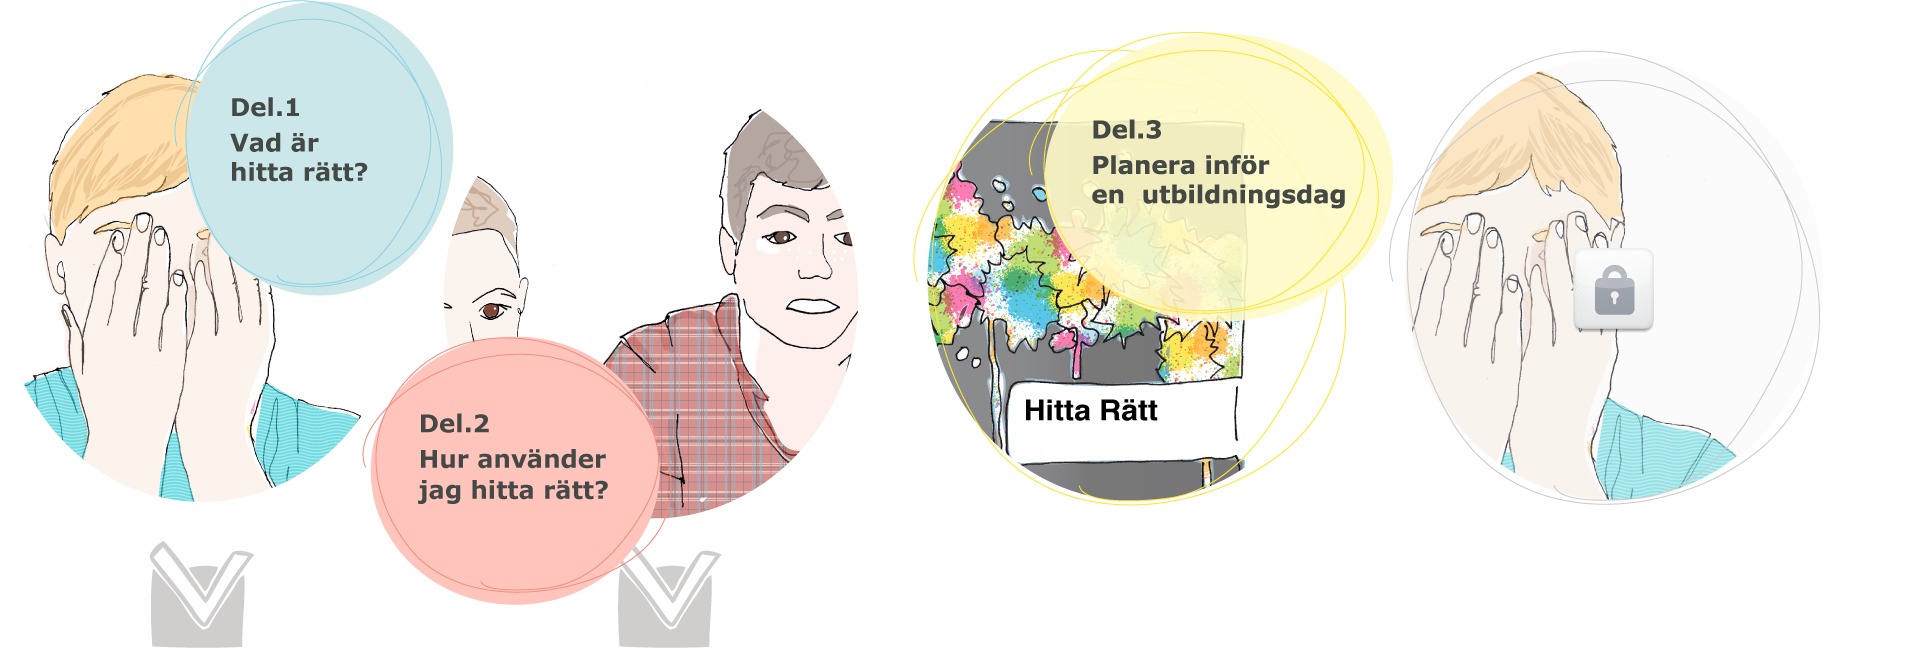 Del.1
Vad är
hitta rätt?
Del.2
Hur använder
jag hitta rätt?
Del.3
Planera inför
en  utbildningsdag
Hitta Rätt